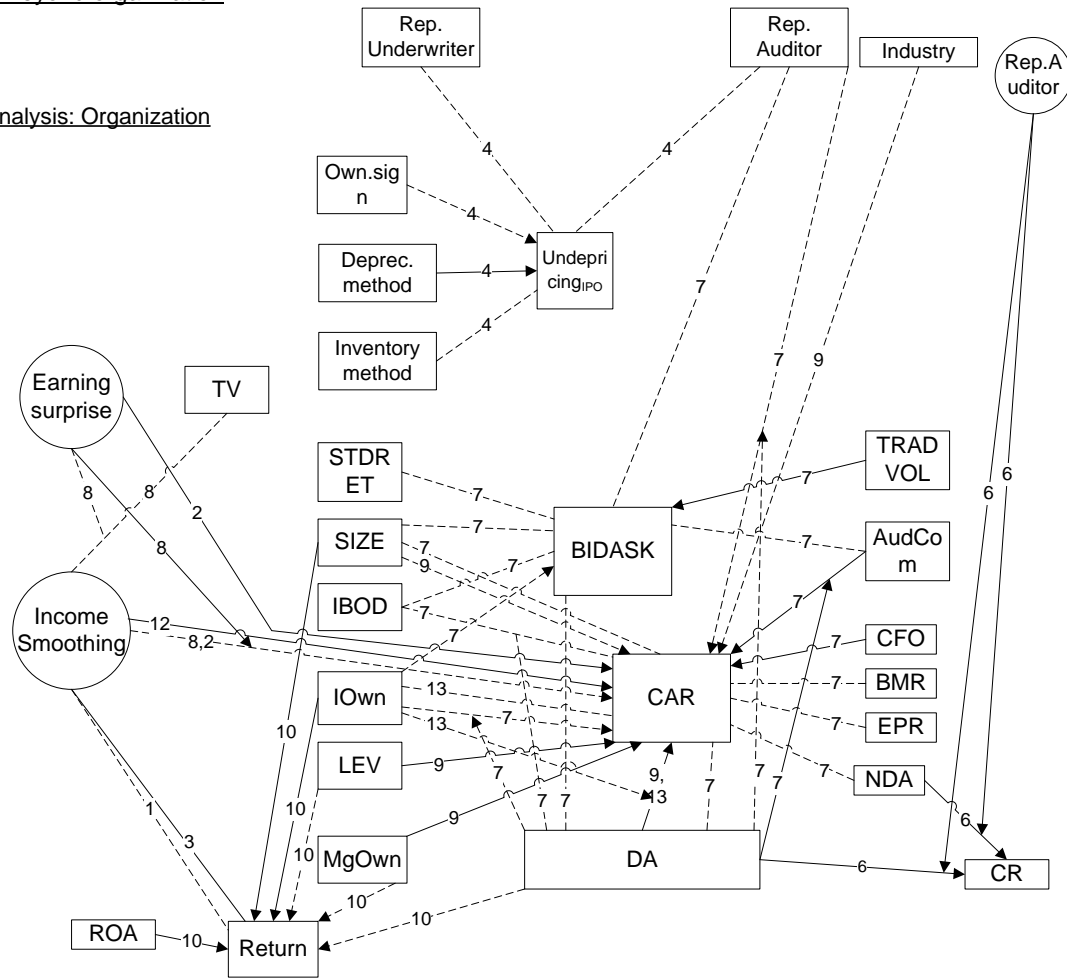 Rep.
Underwriter
Rep.
Auditor
Industry
Rep.A
uditor
nalysis: Organization
4
4
Own.sig
n
4
Undepri
cingIPO
Deprec.
method
4
7
Inventory
method
4
7
9
Earning
surprise
TV
8
8
2
STDR
ET
7
TRAD
VOL
7
6
6
SIZE
7
BIDASK
7
AudCo
m
8
7
9
IBOD
7
7
7
Income
Smoothing
12
8,2
7
CFO
7
IOwn
13
CAR
7
BMR
13
7
7
EPR
10
LEV
9
7
9,
13
7
7
7
7
NDA
7
7
10
1
3
9
6
MgOwn
10
DA
6
CR
10
10
ROA
10
Return